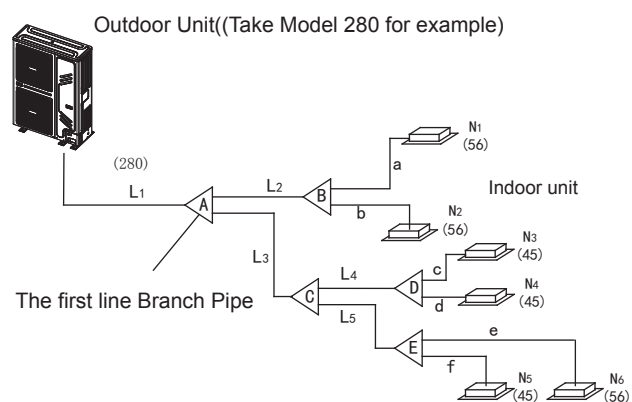 Outdoor Unit((Take Model 280 for example)
(280)
L1
A
L2
B
a
N1
(56)
b
N2
(56)
Indoor unit
L3
The first line Branch Pipe
C
L4
D
c
N3
(45)
d
N4
(45)
L5
E
e
f
N5
(45)
N6
(56)